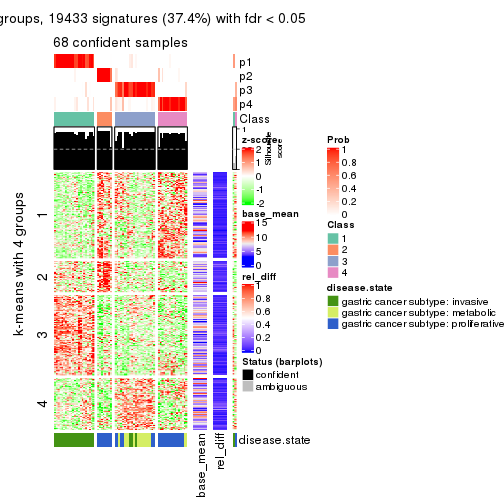 groups, 19433 signatures (37.4%) with fdr < 0.05
68 confident samples
p1
p2
p3
p4
Class
1
Silhouette
score
k-means with 4 groups
1
2
3
4
base_mean
rel_diff
disease.state
z-score
2
1
0
-1
-2
base_mean
15
10
5
0
rel_diff
1
0.8
0.6
0.4
0.2
0
Status (barplots)
confident
ambiguous
Prob
1
0.8
0.6
0.4
0.2
0
Class
1
2
3
4
disease.state
gastric cancer subtype: invasive
gastric cancer subtype: metabolic
gastric cancer subtype: proliferative